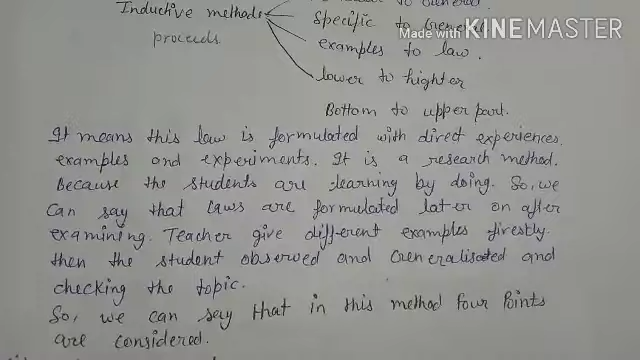 Inductive methods
proceeds
Specific to General
examples to law.
lower to highter
Bottom to upper part.
Made with KINEMASTER
It means this law is formulated with direct experiences,
examples and experiments. It is a research method.
Because the students are learning by doing. So, we
can say that laws are formulated later on after
examining. Teacher give different examples firestly.
then the student observed and Generalisated and
checking the topic.
So, we can say that in this method Four Points
are considered.